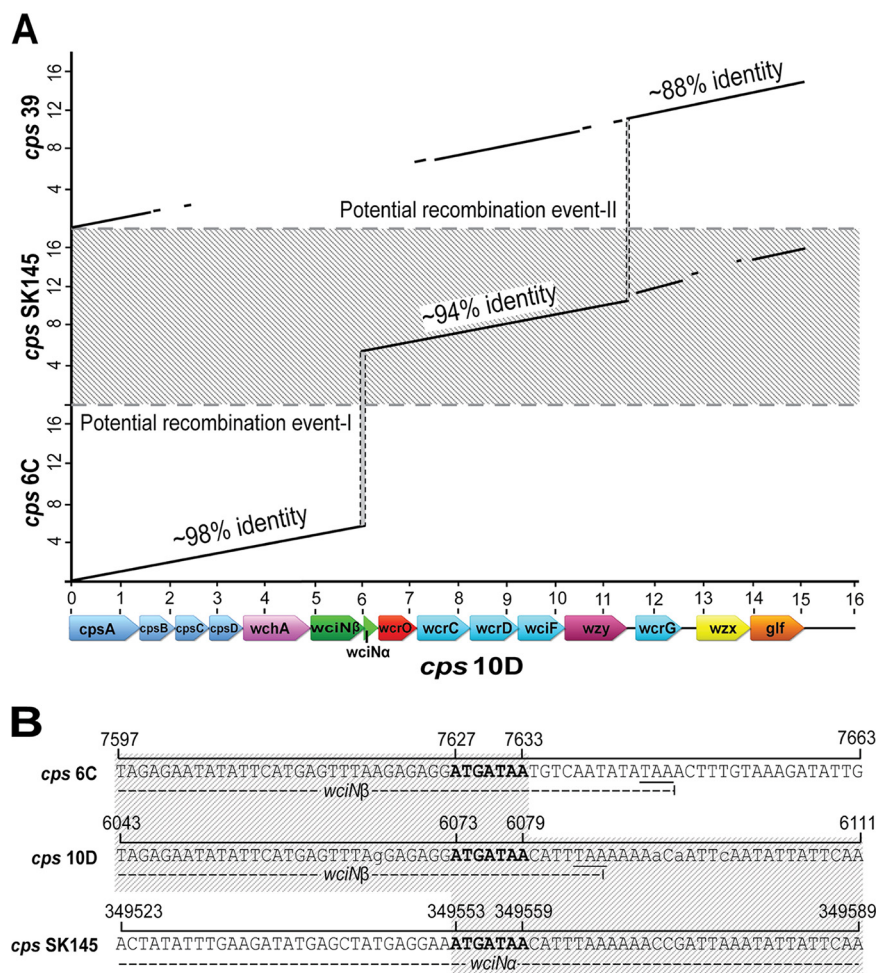 A
cps 39
4 8 12 16
~88% identity
Potential recombination event-II
cps SK145
4 8 12 16
~94% identity
Potential recombination event-I
cps 6C
4 8 12 16
~98% identity
0 1 2 3 4 5 6 7 8 9 10 11 12 13 14 15 16
cpsA cpsB cpsC cpsD wchA wciNβ wcrO wcrC wcrD wciF wzy wcrG wzx glf
wciNα
cps 10D
B
7597 7627 7633 7663
cps 6C TAGAGAATATATTCATGAGTTTAAGAGAGGATGATAATGTCAATATATAAACTTTGTAAAGATATTG
wciNβ
6043 6073 6079 6111
cps 10D TAGAGAATATATTCATGAGTTTAgGAGAGGATGATAACATTTAAAAAAaCaATTcAATATTATTCAA
wciNβ
349523 349553 349559 349589
cps SK145 ACTATATTTGAAGATATGAGCTATGAGGAAATGATAACATTTAAAAAACCGATTAAATATTATTCAA
wciNα